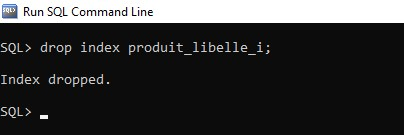 Run SQL Command Line
SQL> drop index produit_libelle_i;
Index dropped.
SQL>